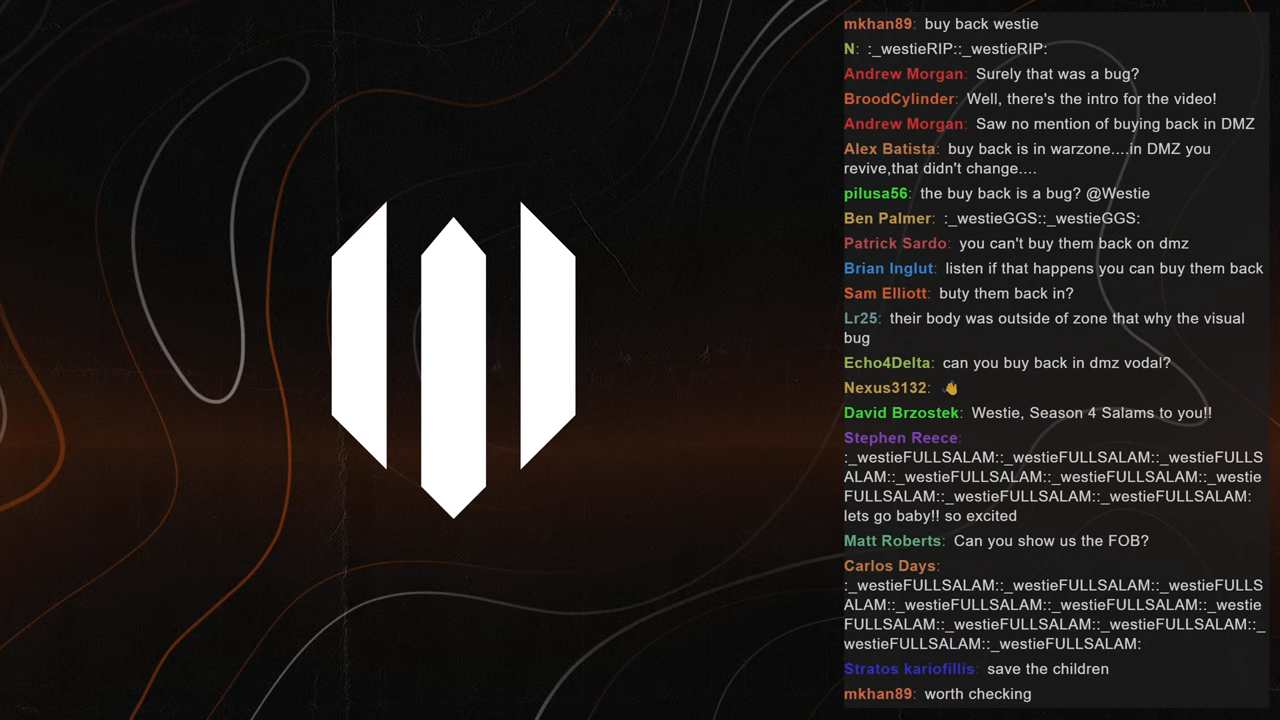 mkhan89: buy back westie
N: :_westieRIP::_westieRIP:
Andrew Morgan: Surely that was a bug?
BroodCylinder: Well, there's the intro for the video!
Andrew Morgan: Saw no mention of buying back in DMZ
Alex Batista: buy back is in warzone....in DMZ you
revive,that didn't change....
pilusa56: the buy back is a bug? @Westie
Ben Palmer: :_westieGGS::_westieGGS:
Patrick Sardo: you can't buy them back on dmz
Brian Inglut: listen if that happens you can buy them back
Sam Elliott: buty them back in?
Lr25: their body was outside of zone that why the visual
bug
Echo4Delta: can you buy back in dmz vodal?
Nexus3132: 👋
David Brzostek: Westie, Season 4 Salams to you!!
Stephen Reece:
:_westieFULLSALAM::_westieFULLSALAM::_westieFULLS
ALAM::_westieFULLSALAM::_westieFULLSALAM::_westie
FULLSALAM::_westieFULLSALAM::_westieFULLSALAM:
lets go baby!! so excited
Matt Roberts: Can you show us the FOB?
Carlos Days:
:_westieFULLSALAM::_westieFULLSALAM::_westieFULLS
ALAM::_westieFULLSALAM::_westieFULLSALAM::_westie
FULLSALAM::_westieFULLSALAM::_westieFULLSALAM::_
westieFULLSALAM::_westieFULLSALAM:
Stratos kariofillis: save the children
mkhan89: worth checking